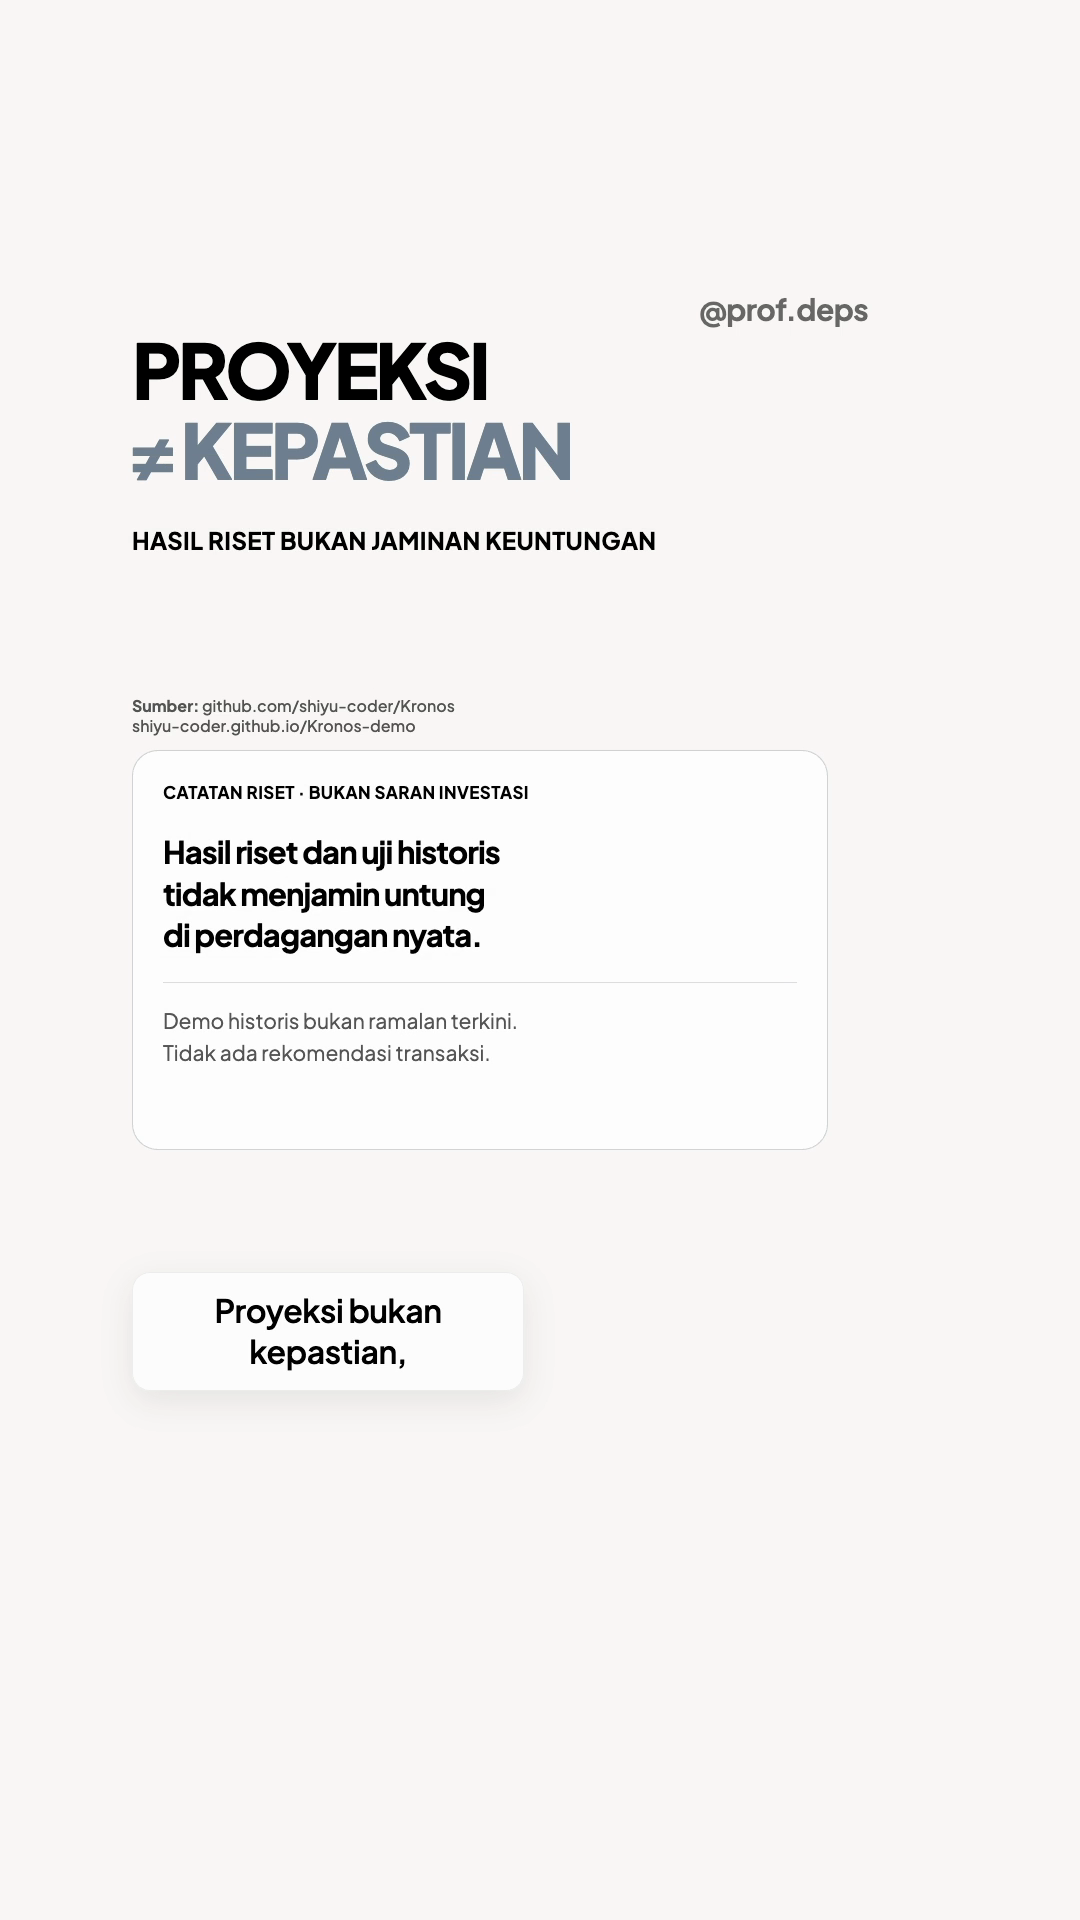 @prof.deps
PROYEKSI
≠ KEPASTIAN
HASIL RISET BUKAN JAMINAN KEUNTUNGAN
Sumber: github.com/shiyu-coder/Kronos
shiyu-coder.github.io/Kronos-demo
CATATAN RISET · BUKAN SARAN INVESTASI
Hasil riset dan uji historis
tidak menjamin untung
di perdagangan nyata.
Demo historis bukan ramalan terkini.
Tidak ada rekomendasi transaksi.
Proyeksi bukan
kepastian,